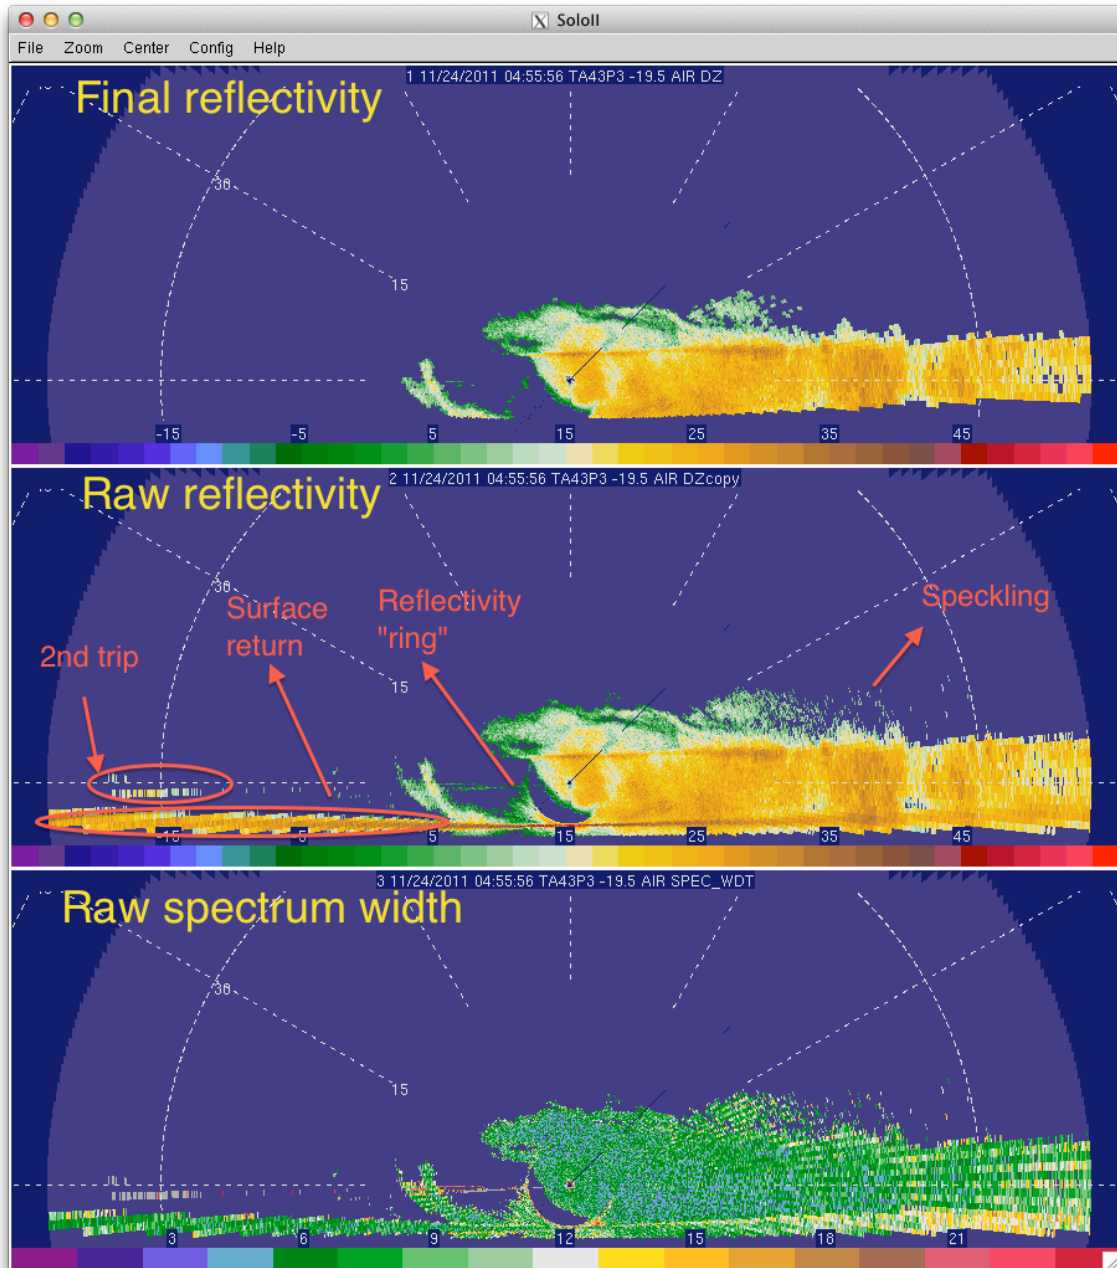 SoloII
File Zoom Center Config Help
1 11/24/2011 04:55:56 TA43P3 -19.5 AIR DZ
Final reflectivity
30
15
-15 -5 5 15 25 35 45
2 11/24/2011 04:55:56 TA43P3 -19.5 AIR DZcopy
Raw reflectivity
30
Surface
return
Reflectivity
"ring"
Speckling
2nd trip
15
-15 5 15 25 35 45
3 11/24/2011 04:55:56 TA43P3 -19.5 AIR SPEC_WDT
Raw spectrum width
30
15
3 6 9 12 15 18 21